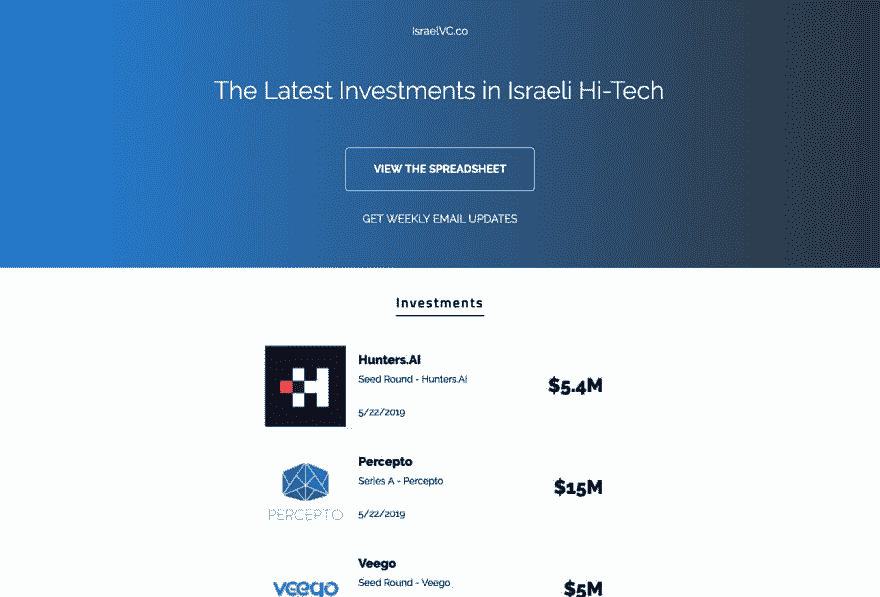 IsraelVC.co
The Latest Investments in Israeli Hi-Tech
VIEW THE SPREADSHEET
GET WEEKLY EMAIL UPDATES
Investments
Hunters.AI
Seed Round - Hunters.AI
5/22/2019
$5.4M
Percepto
Series A - Percepto
5/22/2019
$15M
PERCEPTO
Veego
Seed Round - Veego
veego
$5M